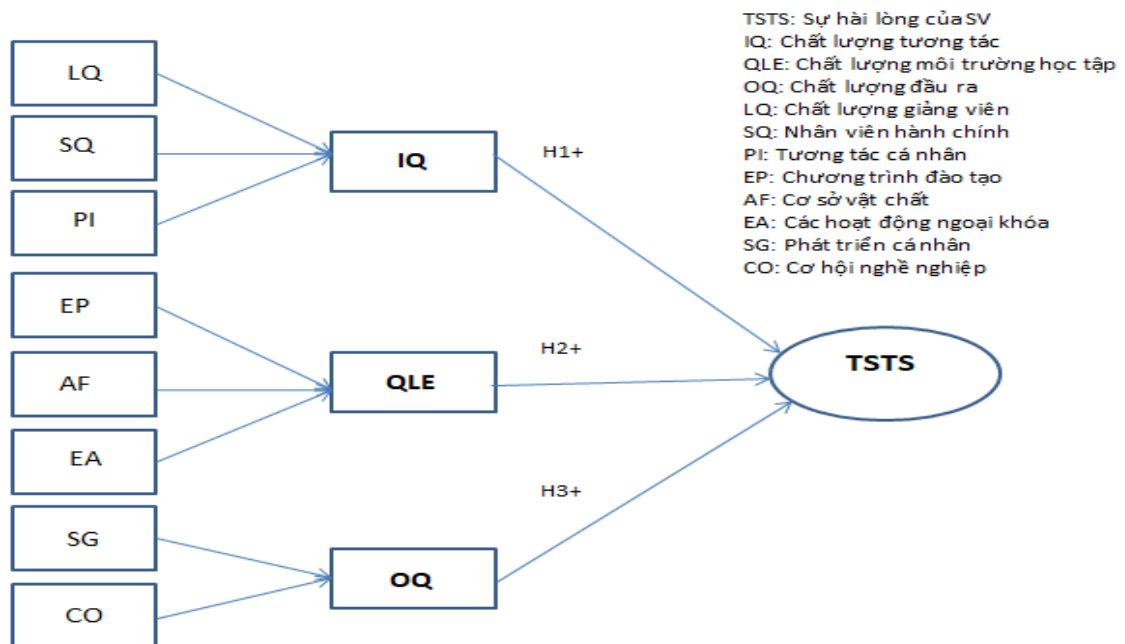 TSTS: Sự hài lòng của SV
IQ: Chất lượng tương tác
QLE: Chất lượng môi trường học tập
OQ: Chất lượng đầu ra
LQ: Chất lượng giảng viên
SQ: Nhân viên hành chính
PI: Tương tác cá nhân
EP: Chương trình đào tạo
AF: Cơ sở vật chất
EA: Các hoạt động ngoại khóa
SG: Phát triển cá nhân
CO: Cơ hội nghề nghiệp
LQ
SQ
PI
EP
AF
EA
SG
CO
IQ
QLE
OQ
H1+
H2+
H3+
TSTS